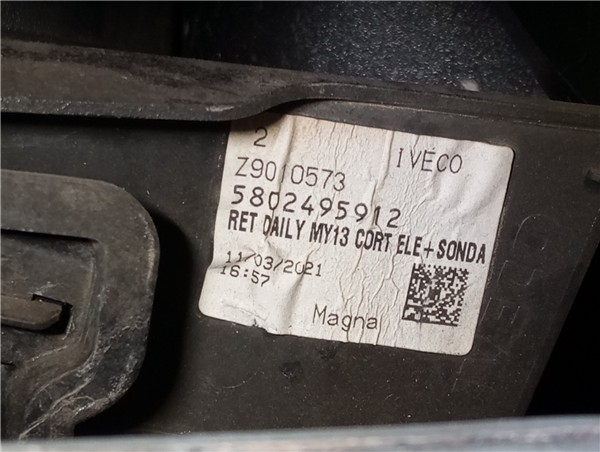 2 IVECO
Z9010573
5802495912
RET DAILY MY13 CORT ELE+SONDA
11/03/2021
16:57
Magna